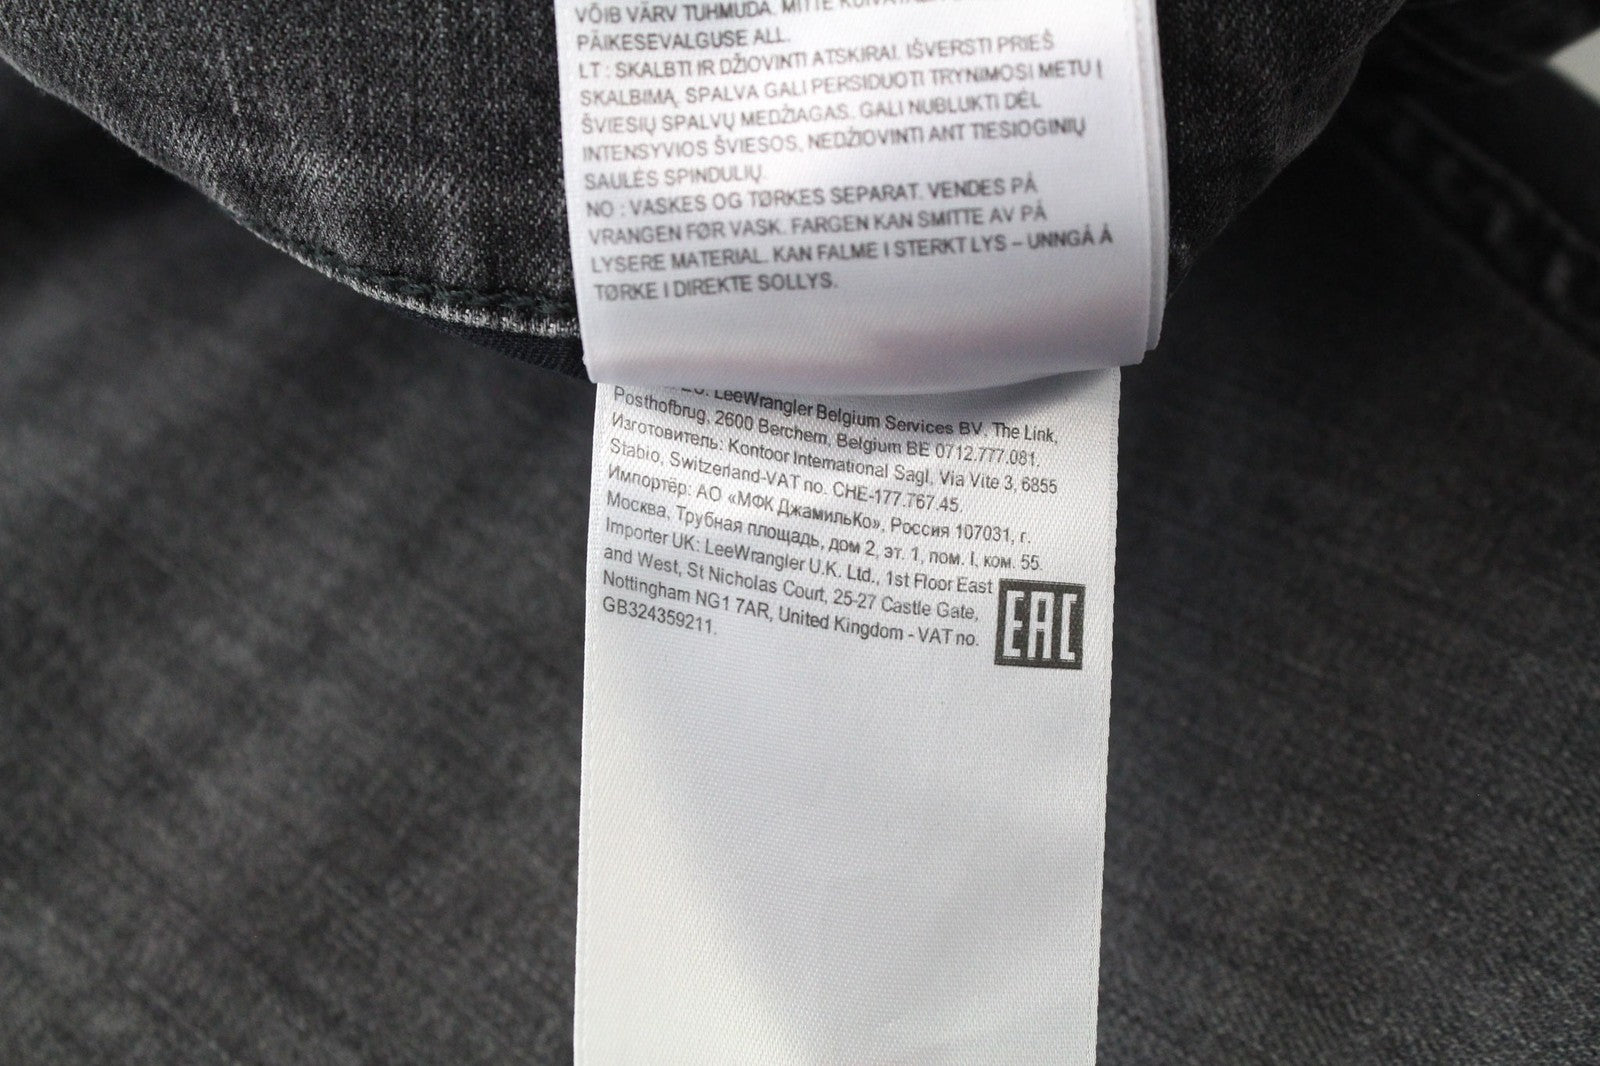 VÕIB VÄRV TUHMUDA. MITTE
PÄIKESEVALGUSE ALL.
LT : SKALBTI IR DŽIOVINTI ATSKIRAI. IŠVERSTI PRIEŠ
SKALBIMĄ. SPALVA GALI PERSIDUOTI TRYNIMOSI METU Į
ŠVIESIŲ SPALVŲ MEDŽIAGAS. GALI NUBLUKTI DĖL
INTENSYVIOS ŠVIESOS, NEDŽIOVINTI ANT TIESIOGINIŲ
SAULĖS SPINDULIŲ.
NO : VASKES OG TØRKES SEPARAT. VENDES PÅ
VRANGEN FØR VASK. FARGEN KAN SMITTE AV PÅ
LYSERE MATERIAL. KAN FALME I STERKT LYS – UNNGÅ Å
TØRKE I DIREKTE SOLLYS.
LeeWrangler Belgium Services BV, The Link,
Posthofbrug, 2600 Berchem, Belgium BE 0712.777.081.
Изготовитель: Kontoor International Sagl, Via Vite 3, 6855
Stabio, Switzerland-VAT no. CHE-177.767.45.
Импортёр: АО «МФК ДжамильКо», Россия 107031, г.
Москва, Трубная площадь, дом 2, эт. 1, пом. I, ком. 55.
Importer UK: LeeWrangler U.K. Ltd., 1st Floor East
and West, St Nicholas Court, 25-27 Castle Gate,
Nottingham NG1 7AR, United Kingdom - VAT no.
GB324359211.
EAC